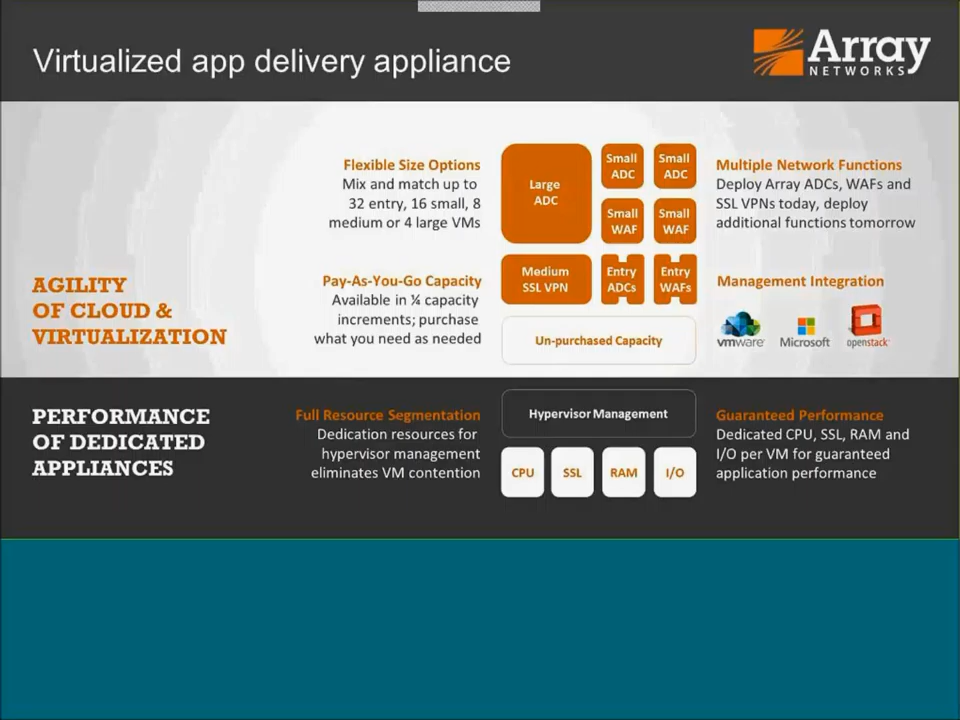 Virtualized app delivery appliance
Array
NETWORKS
Flexible Size Options
Mix and match up to
32 entry, 16 small, 8
medium or 4 large VMs
Large
ADC
Small
ADC
Small
ADC
Small
WAF
Small
WAF
Multiple Network Functions
Deploy Array ADCs, WAFs and
SSL VPNs today, deploy
additional functions tomorrow
AGILITY
OF CLOUD &
VIRTUALIZATION
Pay-As-You-Go Capacity
Available in ¼ capacity
increments; purchase
what you need as needed
Medium
SSL VPN
Entry
ADCs
Entry
WAFs
Un-purchased Capacity
Management Integration
vmware
Microsoft
openstack
PERFORMANCE
OF DEDICATED
APPLIANCES
Full Resource Segmentation
Dedication resources for
hypervisor management
eliminates VM contention
Hypervisor Management
CPU
SSL
RAM
I/O
Guaranteed Performance
Dedicated CPU, SSL, RAM and
I/O per VM for guaranteed
application performance